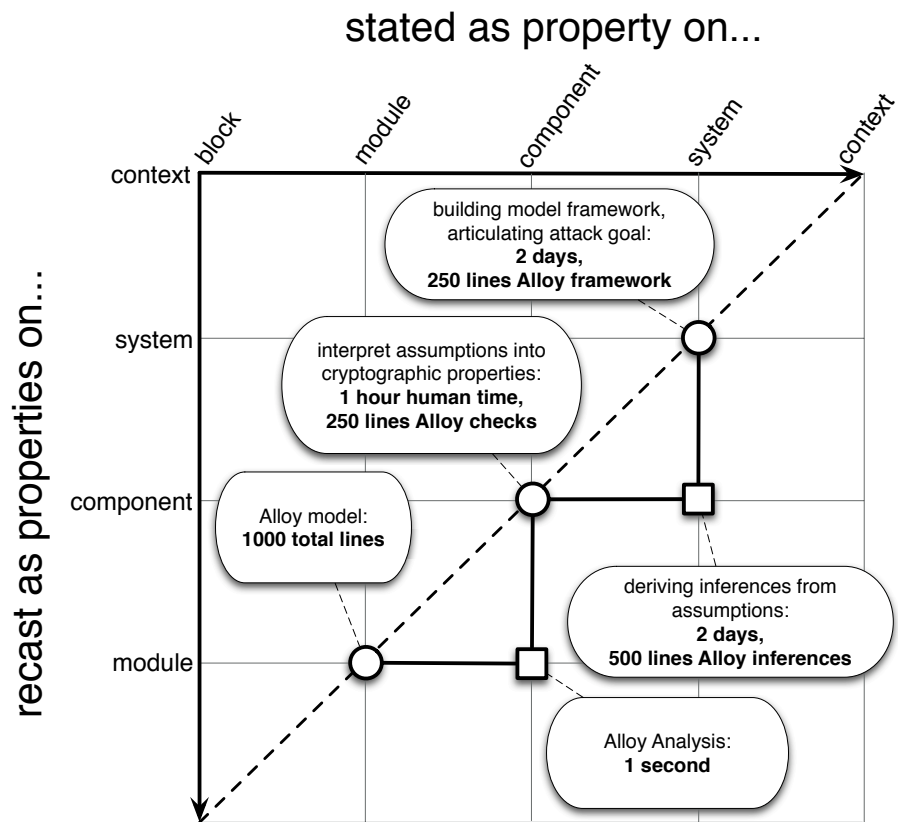 stated as property on...
block
module
component
system
context
recast as properties on...
context
system
component
module
building model framework,
articulating attack goal:
2 days,
250 lines Alloy framework
interpret assumptions into
cryptographic properties:
1 hour human time,
250 lines Alloy checks
Alloy model:
1000 total lines
deriving inferences from
assumptions:
2 days,
500 lines Alloy inferences
Alloy Analysis:
1 second